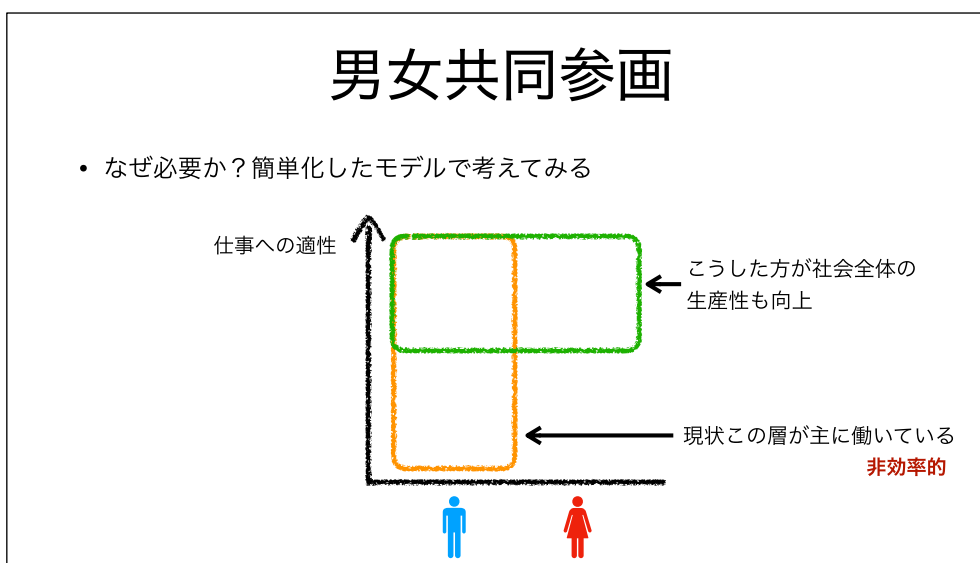 男女共同参画
• なぜ必要か？簡単化したモデルで考えてみる
仕事への適性
こうした方が社会全体の
生産性も向上
現状この層が主に働いている
非効率的